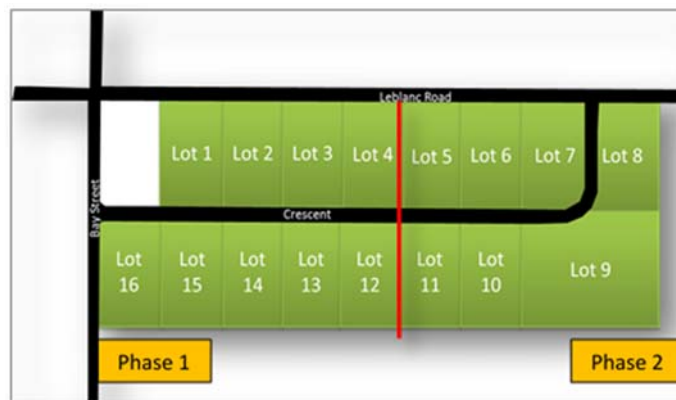 Leblanc Road
Lot 1
Lot 2
Lot 3
Lot 4
Lot 5
Lot 6
Lot 7
Lot 8
Bay Street
Crescent
Lot
16
Lot
15
Lot
14
Lot
13
Lot
12
Lot
11
Lot
10
Lot 9
Phase 1
Phase 2